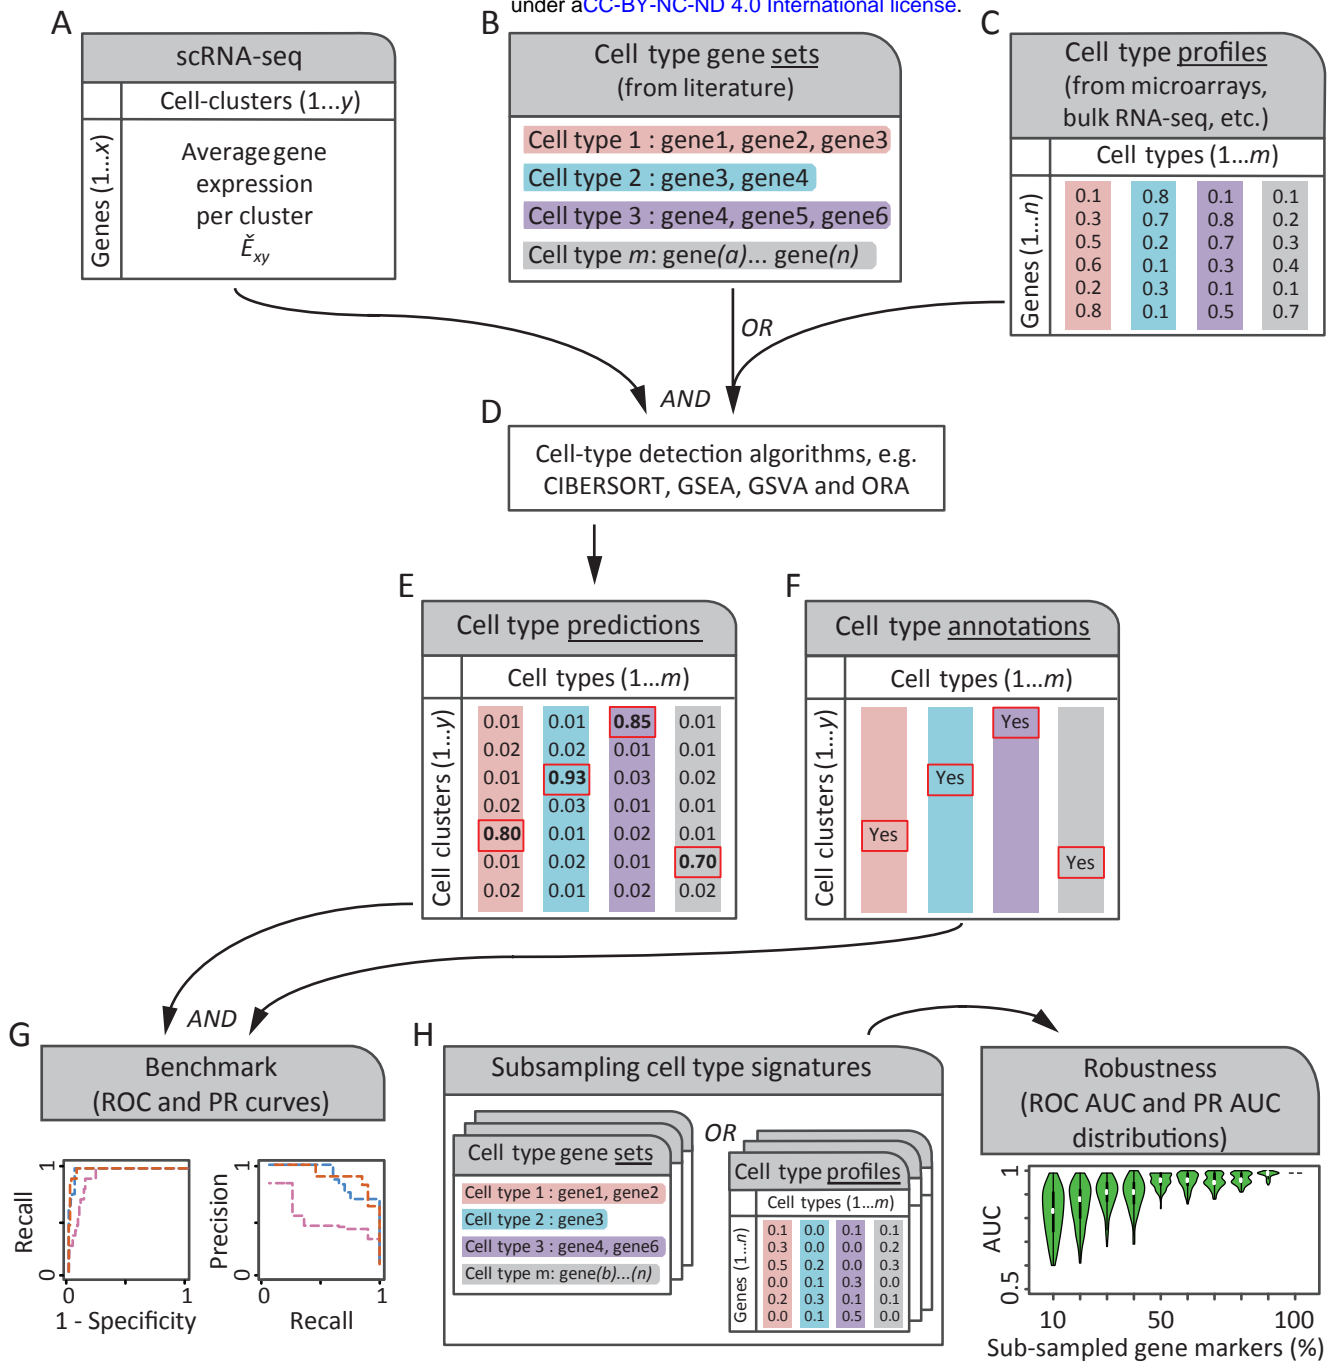 under aCC-BY-NC-ND 4.0 International license.
A
scRNA-seq
Cell-clusters (1...y)
Genes (1...x)
Average gene
expression
per cluster
Ěxy
B
Cell type gene sets
(from literature)
Cell type 1 : gene1, gene2, gene3
Cell type 2 : gene3, gene4
Cell type 3 : gene4, gene5, gene6
Cell type m: gene(a)... gene(n)
C
Cell type profiles
(from microarrays,
bulk RNA-seq, etc.)
Cell types (1...m)
Genes (1...n)
0.1 0.8 0.1 0.1
0.3 0.7 0.8 0.2
0.5 0.2 0.7 0.3
0.6 0.1 0.3 0.4
0.2 0.3 0.1 0.1
0.8 0.1 0.5 0.7
OR
AND
D
Cell-type detection algorithms, e.g.
CIBERSORT, GSEA, GSVA and ORA
E
Cell type predictions
Cell types (1...m)
Cell clusters (1...y)
0.01 0.01 0.85 0.01
0.02 0.02 0.01 0.01
0.01 0.93 0.03 0.02
0.02 0.03 0.01 0.01
0.80 0.01 0.02 0.01
0.01 0.02 0.01 0.70
0.02 0.01 0.02 0.02
F
Cell type annotations
Cell types (1...m)
Cell clusters (1...y)
Yes
Yes
Yes
Yes
AND
G
Benchmark
(ROC and PR curves)
Recall
1
0
0 1
1 - Specificity
Precision
1
0
0 1
Recall
H
Subsampling cell type signatures
Cell type gene sets
Cell type 1 : gene1, gene2
Cell type 2 : gene3
Cell type 3 : gene4, gene6
Cell type m: gene(b)...(n)
OR
Cell type profiles
Cell types (1...m)
Genes (1...n)
0.1 0.0 0.1 0.1
0.3 0.0 0.0 0.2
0.5 0.2 0.0 0.3
0.0 0.1 0.3 0.0
0.2 0.3 0.1 0.1
0.0 0.1 0.5 0.0
Robustness
(ROC AUC and PR AUC
distributions)
AUC
1
0.5
10 50 100
Sub-sampled gene markers (%)